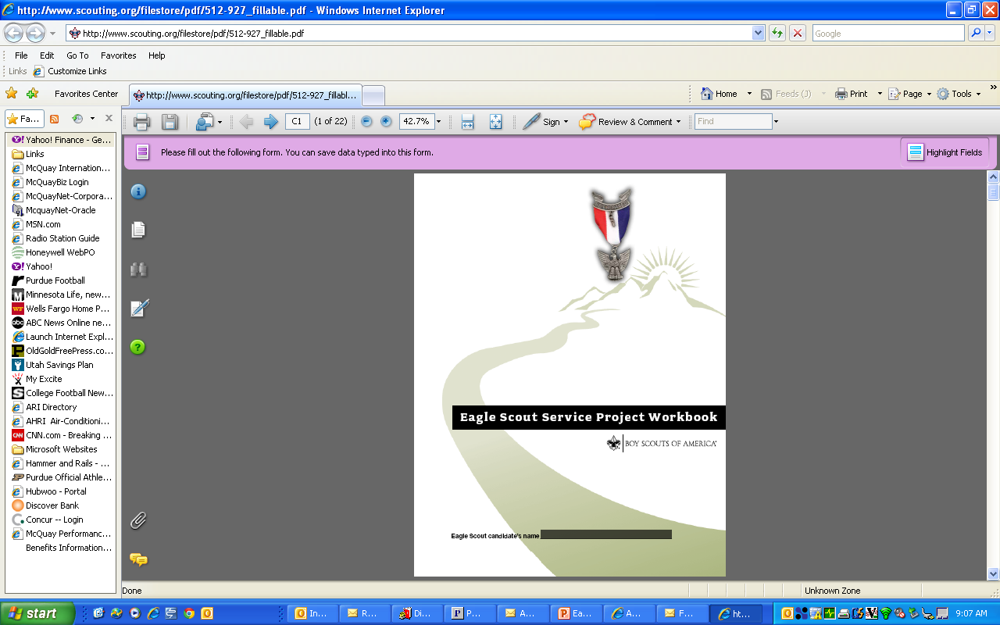 http://www.scouting.org/filestore/pdf/512-927_fillable.pdf - Windows Internet Explorer
http://www.scouting.org/filestore/pdf/512-927_fillable.pdf
Google
File Edit Go To Favorites Help
Links Customize Links
Favorites Center
http://www.scouting.org/filestore/pdf/512-927_fillabl...
Home Feeds (J) Print Page Tools
Fa...
C1 (1 of 22) 42.7% Sign Review & Comment Find
Please fill out the following form. You can save data typed into this form.
Highlight Fields
Yahoo! Finance - Ge...
Links
McQuay Internation...
McQuayBiz Login
McQuayNet-Corpora...
McquayNet-Oracle
MSN.com
Radio Station Guide
Honeywell WebPO
Yahoo!
Purdue Football
Minnesota Life, new...
Wells Fargo Home P...
ABC News Online ne...
Launch Internet Expl...
OldGoldFreePress.co...
Utah Savings Plan
My Excite
College Football New...
ARI Directory
AHRI Air-Conditioni...
CNN.com - Breaking ...
Microsoft Websites
Hammer and Rails - ...
Purdue Official Athle...
Hubwoo - Portal
Discover Bank
Concur -- Login
McQuay Performanc...
Benefits Information...
Eagle Scout Service Project Workbook
BOY SCOUTS OF AMERICA
Eagle Scout candidate's name
Done
Unknown Zone
start
In...
R...
Di...
P...
A...
Ea...
A...
F...
ht...
9:07 AM